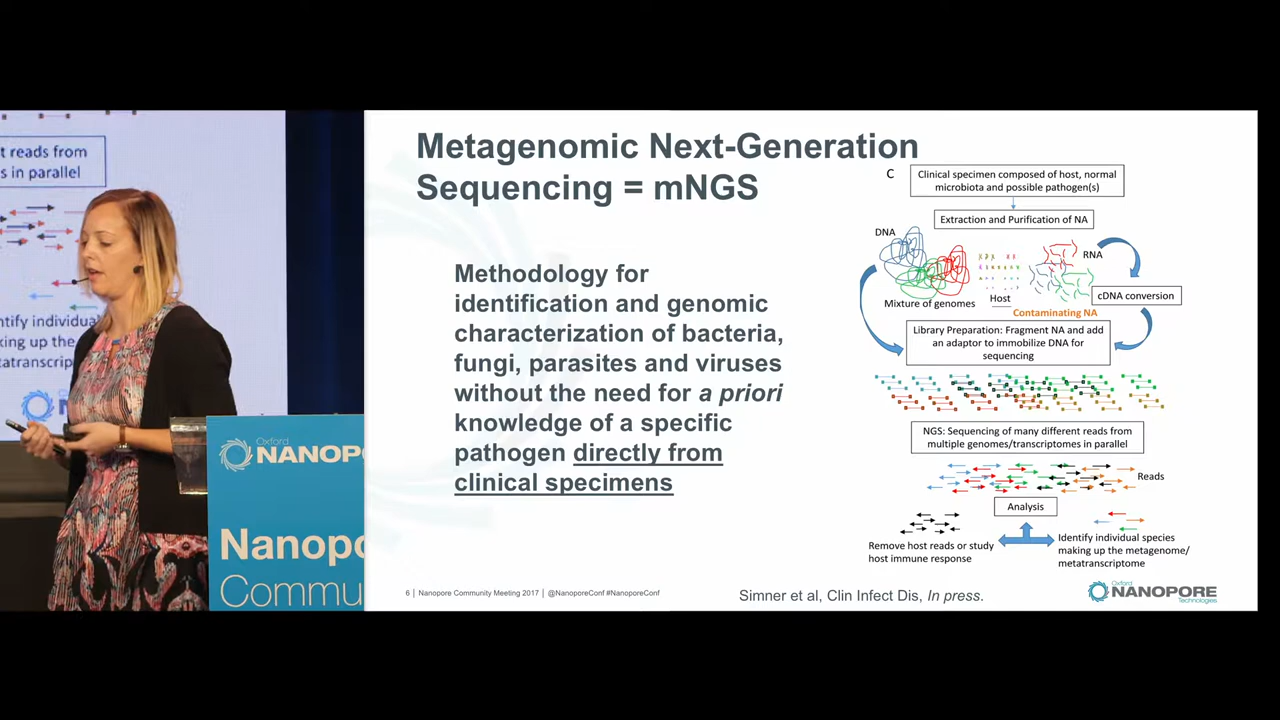 t reads from
s in parallel
ntify individual
king up the
atranscrip
Oxford
NANOP
Nanopo
Commu
Metagenomic Next-Generation
Sequencing = mNGS
Methodology for
identification and genomic
characterization of bacteria,
fungi, parasites and viruses
without the need for a priori
knowledge of a specific
pathogen directly from
clinical specimens
C
Clinical specimen composed of host, normal
microbiota and possible pathogen(s)
Extraction and Purification of NA
DNA
RNA
Mixture of genomes
Host
cDNA conversion
Contaminating NA
Library Preparation: Fragment NA and add
an adaptor to immobilize DNA for
sequencing
NGS: Sequencing of many different reads from
multiple genomes/transcriptomes in parallel
Reads
Analysis
Remove host reads or study
host immune response
Identify individual species
making up the metagenome/
metatranscriptome
6 | Nanopore Community Meeting 2017 | @NanoporeConf #NanoporeConf
Simner et al, Clin Infect Dis, In press.
Oxford
NANOPORE
Technologies